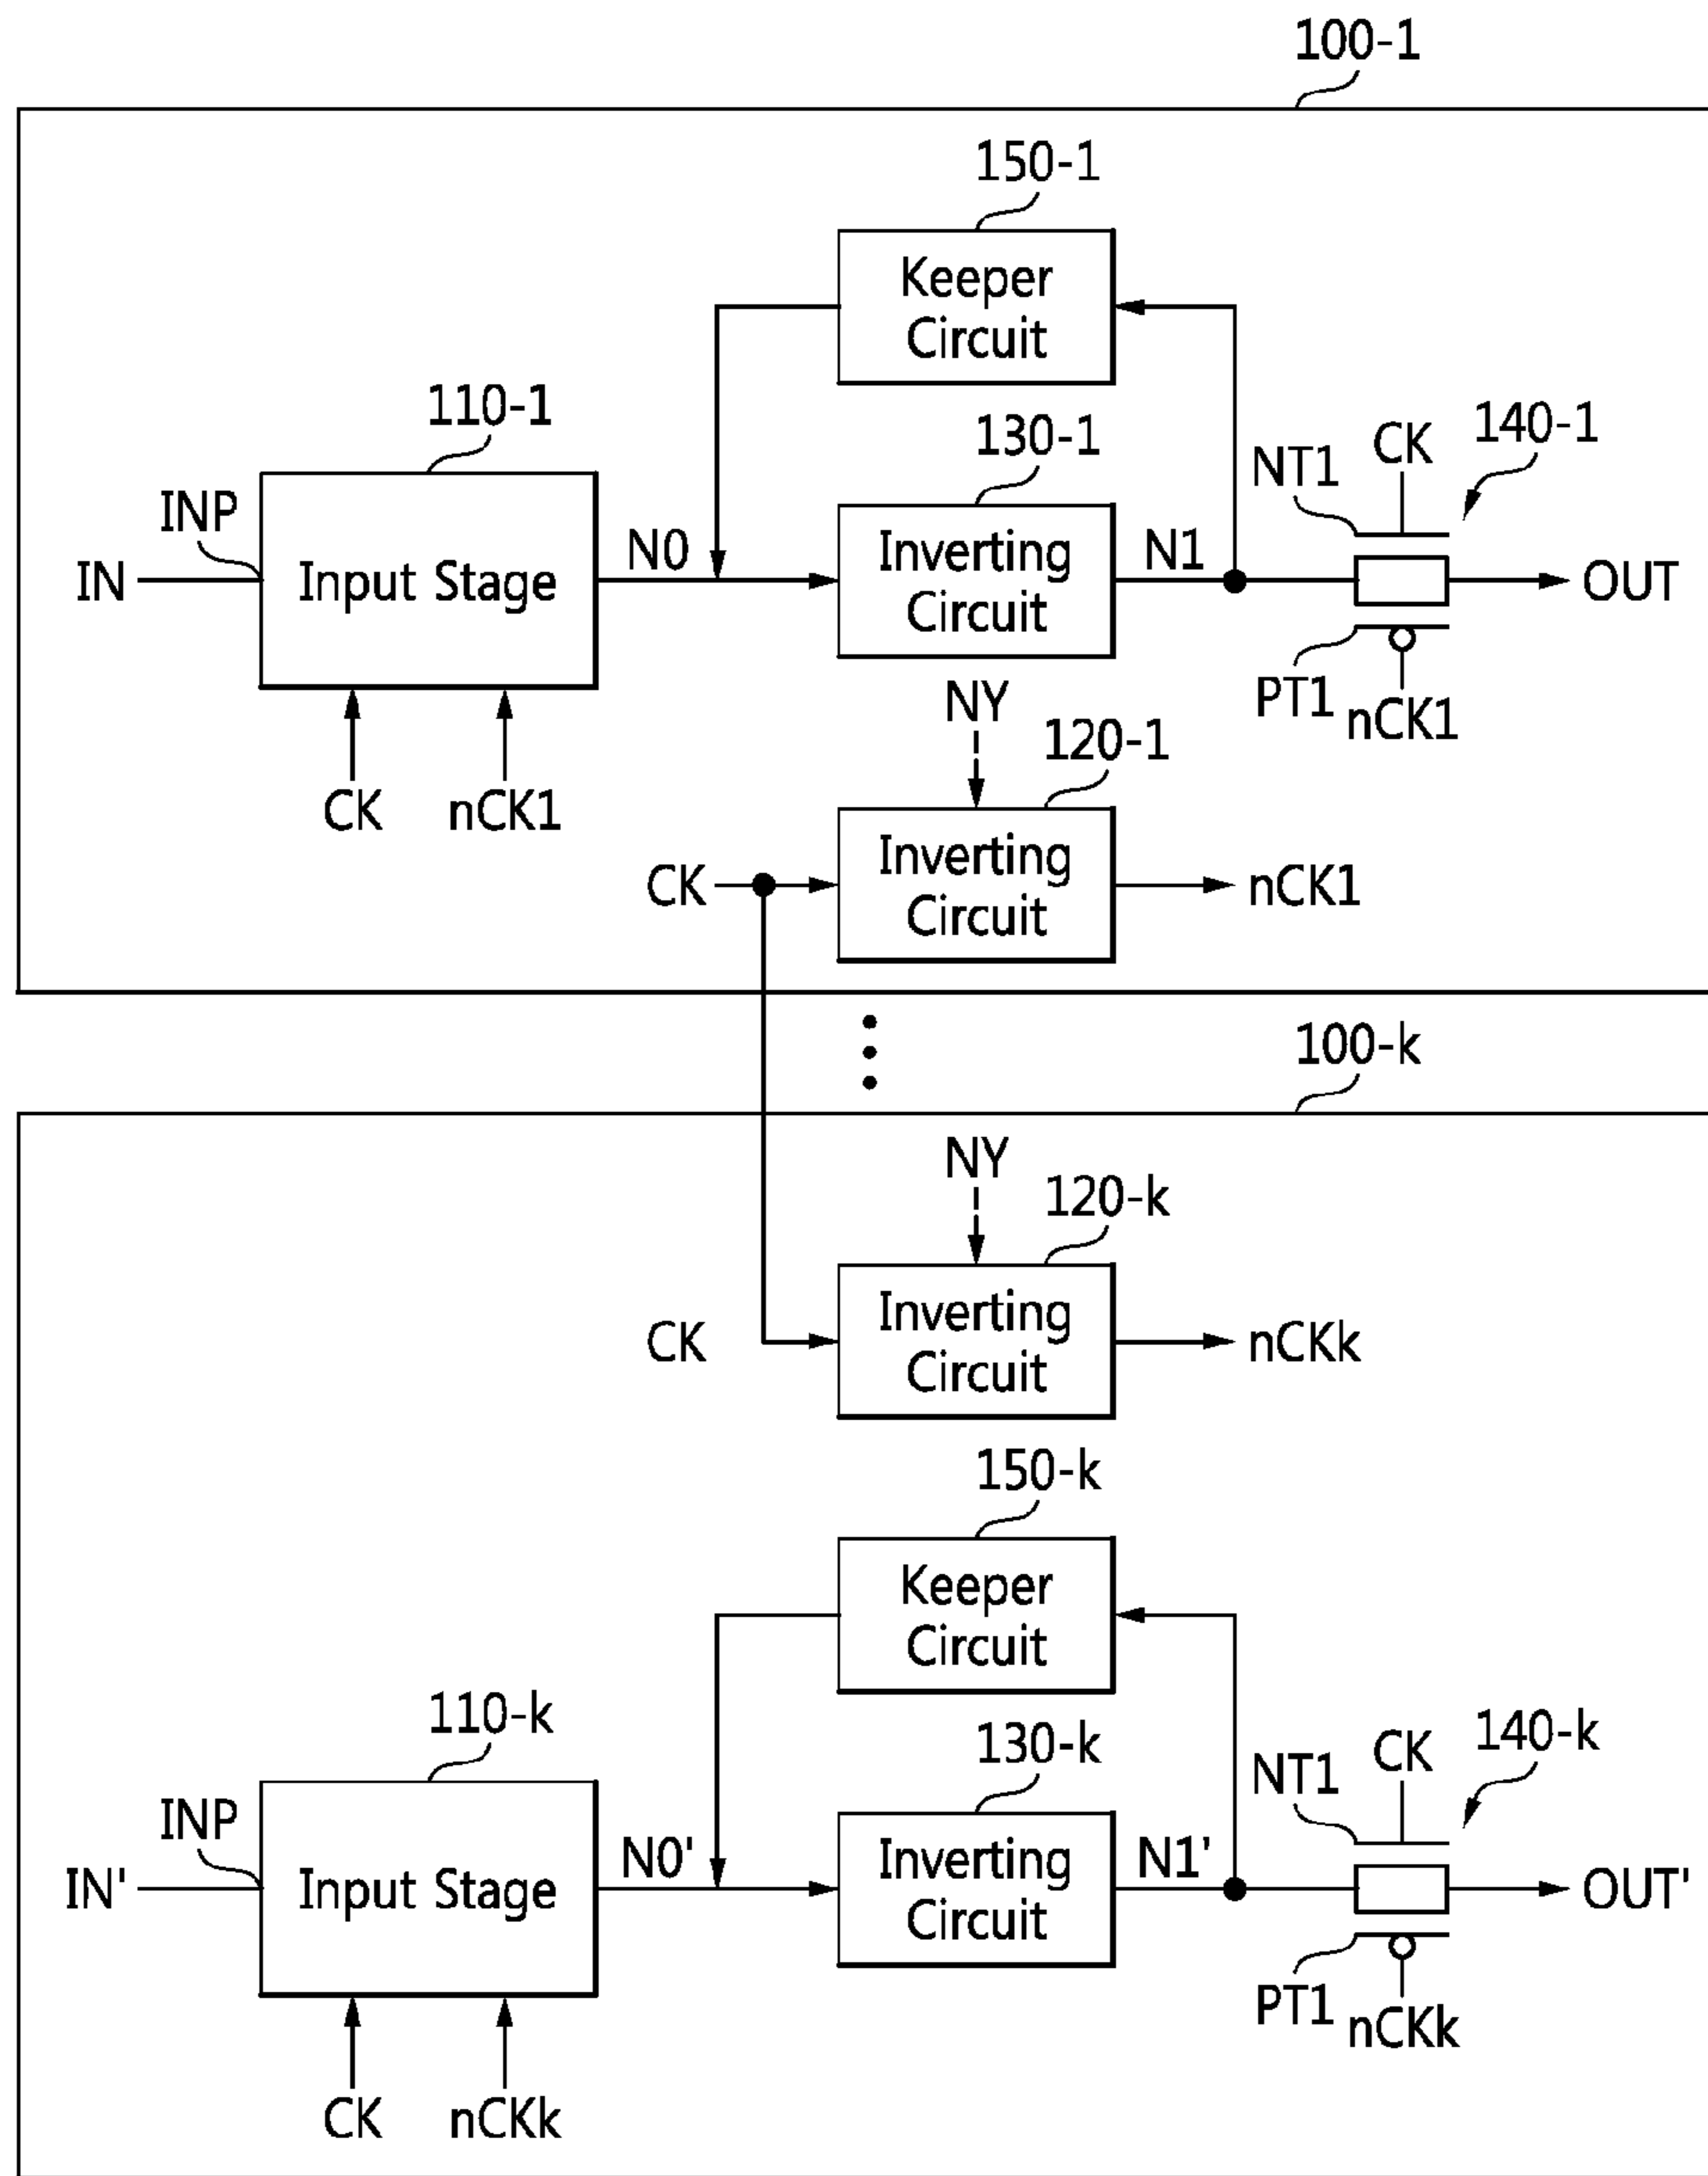 100-1
150-1
Keeper
Circuit
110-1
130-1
140-1
CK
NT1
INP
IN
Input Stage
N0
Inverting
Circuit
N1
OUT
PT1
nCK1
NY
120-1
CK
nCK1
CK
Inverting
Circuit
nCK1
100-k
NY
120-k
CK
Inverting
Circuit
nCKk
150-k
Keeper
Circuit
110-k
130-k
140-k
CK
NT1
INP
IN'
Input Stage
N0'
Inverting
Circuit
N1'
OUT'
PT1
nCKk
CK
nCKk